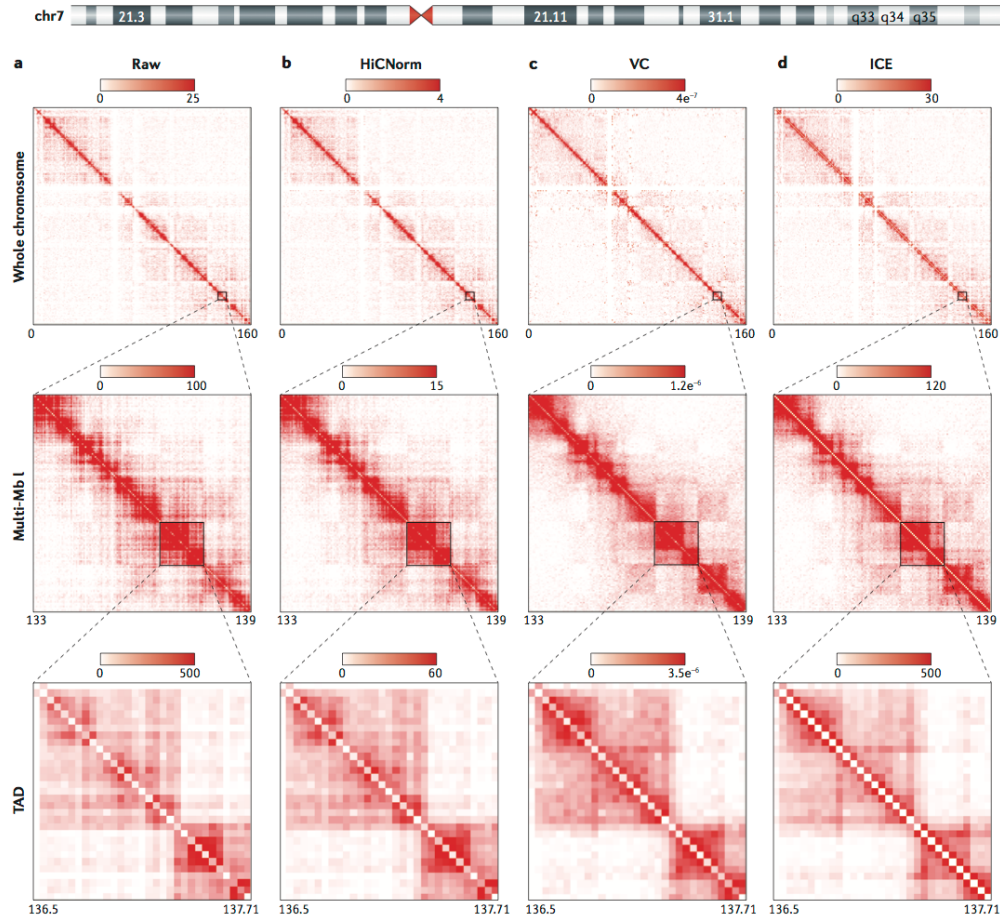 chr7 21.3 21.11 31.1 q33 q34 q35
a Raw b HiCNorm c VC d ICE
0 25 0 4 0 4e⁻⁷ 0 30
Whole chromosome
0 160 0 160 0 160 0 160
0 100 0 15 0 1.2e⁻⁶ 0 120
Multi-Mb l
133 139 133 139 133 139 133 139
0 500 0 60 0 3.5e⁻⁶ 0 500
TAD
136.5 137.71 136.5 137.71 136.5 137.71 136.5 137.71